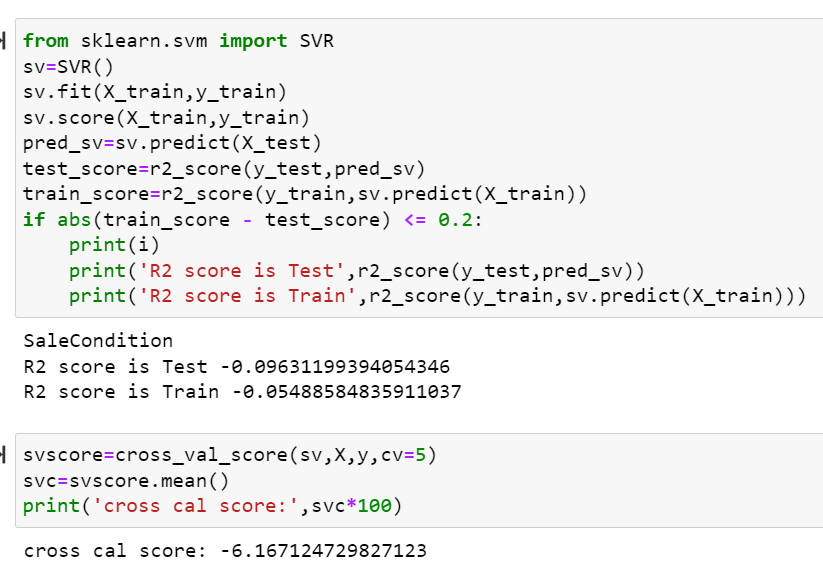 from sklearn.svm import SVR
sv=SVR()
sv.fit(X_train,y_train)
sv.score(X_train,y_train)
pred_sv=sv.predict(X_test)
test_score=r2_score(y_test,pred_sv)
train_score=r2_score(y_train,sv.predict(X_train))
if abs(train_score - test_score) <= 0.2:
    print(i)
    print('R2 score is Test',r2_score(y_test,pred_sv))
    print('R2 score is Train',r2_score(y_train,sv.predict(X_train)))
SaleCondition
R2 score is Test -0.09631199394054346
R2 score is Train -0.05488584835911037
svscore=cross_val_score(sv,X,y,cv=5)
svc=svscore.mean()
print('cross cal score:',svc*100)
cross cal score: -6.167124729827123